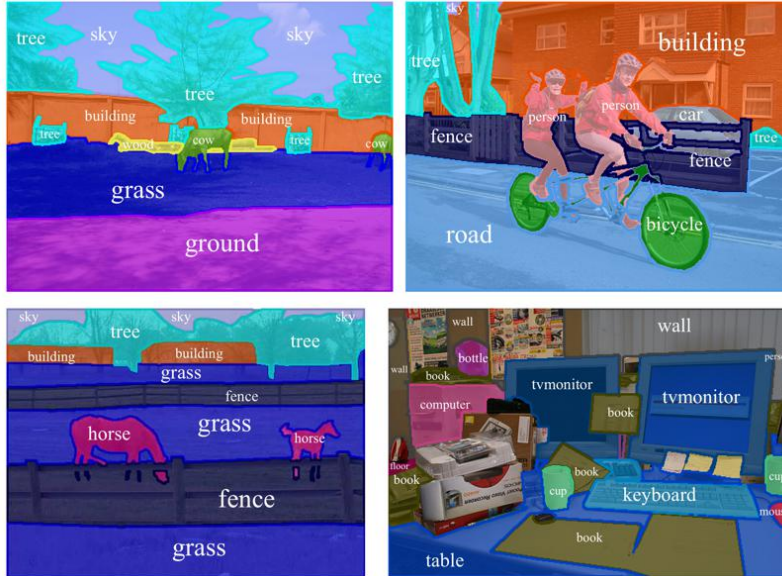 tree
sky
sky
tree
building
building
tree
wood
cow
tree
cow
grass
ground
sky
tree
building
person
person
car
fence
tree
fence
bicycle
road
sky
sky
sky
tree
tree
building
building
grass
fence
grass
horse
horse
fence
grass
wall
wall
bottle
wall
book
computer
tvmonitor
tvmonitor
book
floor
book
book
cup
keyboard
cup
book
table